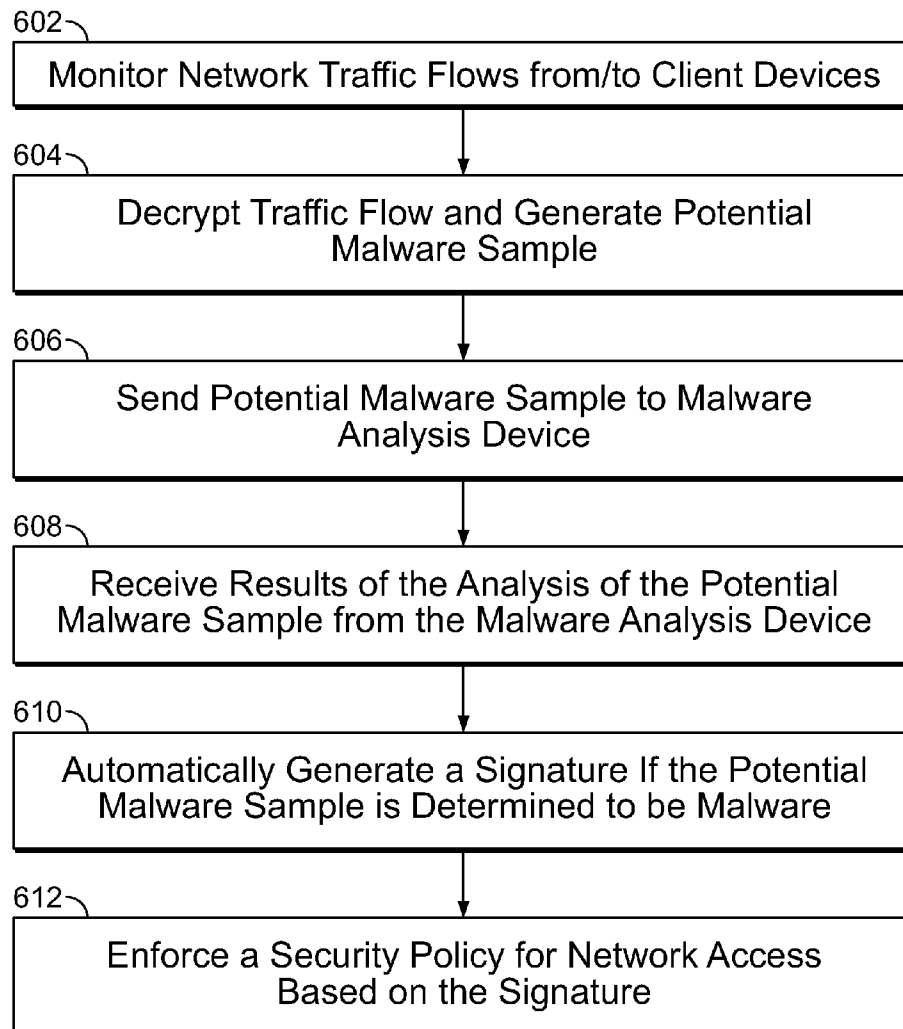 602
Monitor Network Traffic Flows from/to Client Devices
604
Decrypt Traffic Flow and Generate Potential
Malware Sample
606
Send Potential Malware Sample to Malware
Analysis Device
608
Receive Results of the Analysis of the Potential
Malware Sample from the Malware Analysis Device
610
Automatically Generate a Signature If the Potential
Malware Sample is Determined to be Malware
612
Enforce a Security Policy for Network Access
Based on the Signature